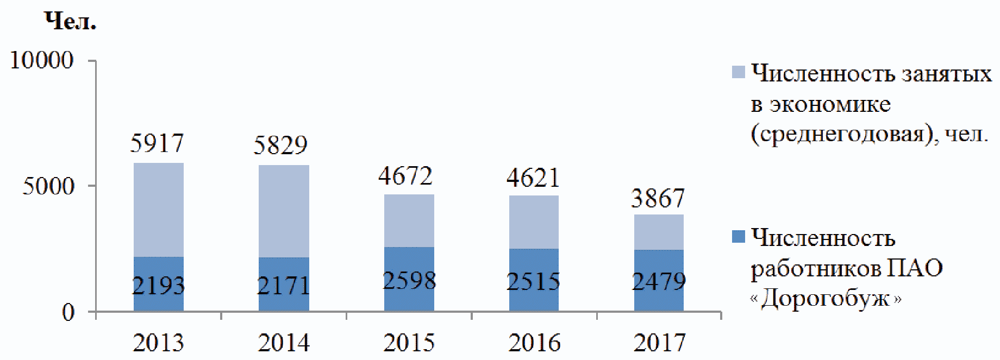 Чел.
10000
5000
0
5917
5829
4672
4621
3867
2193
2171
2598
2515
2479
2013
2014
2015
2016
2017
Численность занятых
в экономике
(среднегодовая), чел.
Численность
работников ПАО
«Дорогобуж»